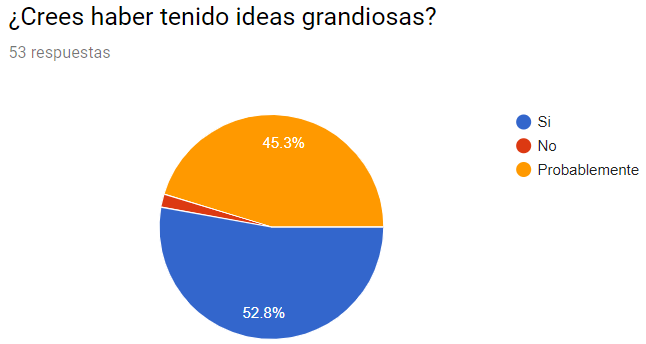 ¿Crees haber tenido ideas grandiosas?
53 respuestas
45.3%
52.8%
Si
No
Probablemente